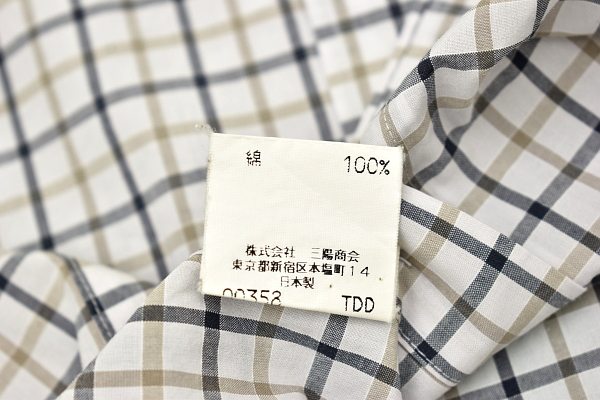 綿 100%
株式会社 三陽商会
東京都新宿区本塩町14
日本製
00358 TDD